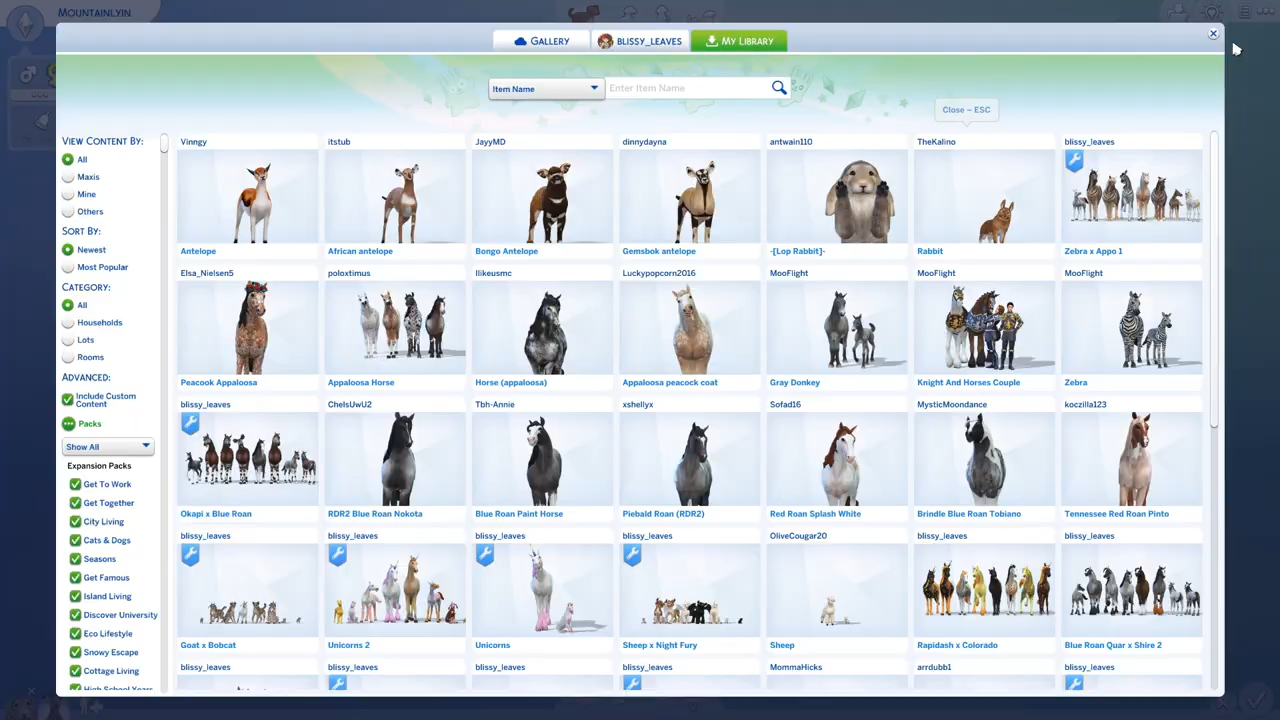 MOUNTAINLYIN
GALLERY
BLISSY_LEAVES
MY LIBRARY
Item Name
Enter Item Name
Close – ESC
VIEW CONTENT BY:
All
Maxis
Mine
Others
SORT BY:
Newest
Most Popular
CATEGORY:
All
Households
Lots
Rooms
ADVANCED:
Include Custom
Content
Packs
Show All
Expansion Packs
Get To Work
Get Together
City Living
Cats & Dogs
Seasons
Get Famous
Island Living
Discover University
Eco Lifestyle
Snowy Escape
Cottage Living
High School Years
Vinngy
itstub
JayyMD
dinnydayna
antwain110
TheKalino
blissy_leaves
Antelope
African antelope
Bongo Antelope
Gemsbok antelope
-[Lop Rabbit]-
Rabbit
Zebra x Appo 1
Elsa_Nielsen5
poloxtimus
llikeusmc
Luckypopcorn2016
MooFlight
MooFlight
MooFlight
Peacook Appaloosa
Appaloosa Horse
Horse (appaloosa)
Appaloosa peacock coat
Gray Donkey
Knight And Horses Couple
Zebra
blissy_leaves
ChelsUwU2
Tbh-Annie
xshellyx
Sofad16
MysticMoondance
koczilla123
Okapi x Blue Roan
RDR2 Blue Roan Nokota
Blue Roan Paint Horse
Piebald Roan (RDR2)
Red Roan Splash White
Brindle Blue Roan Tobiano
Tennessee Red Roan Pinto
blissy_leaves
blissy_leaves
blissy_leaves
blissy_leaves
OliveCougar20
blissy_leaves
blissy_leaves
Goat x Bobcat
Unicorns 2
Unicorns
Sheep x Night Fury
Sheep
Rapidash x Colorado
Blue Roan Quar x Shire 2
blissy_leaves
blissy_leaves
blissy_leaves
blissy_leaves
MommaHicks
arrdubb1
blissy_leaves